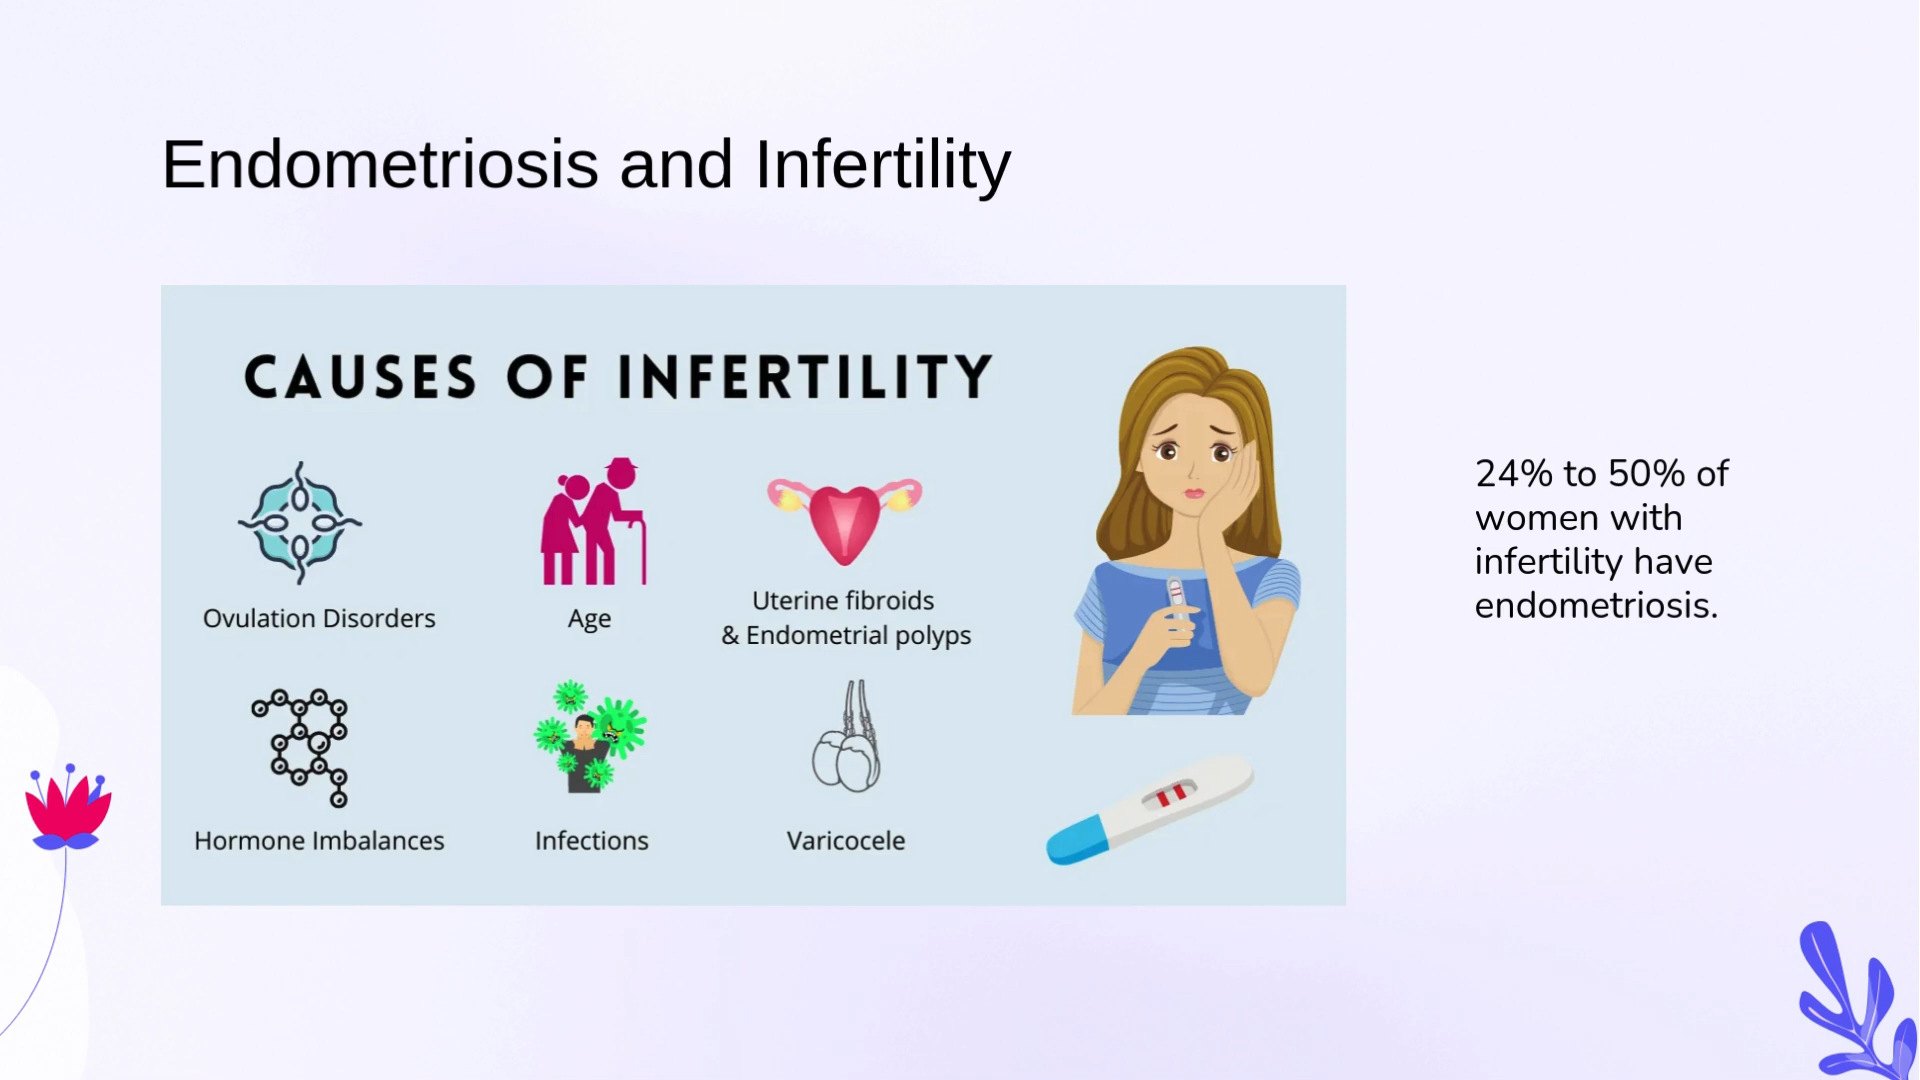 Endometriosis and Infertility
CAUSES OF INFERTILITY
Ovulation Disorders
Age
Uterine fibroids
& Endometrial polyps
Hormone Imbalances
Infections
Varicocele
24% to 50% of
women with
infertility have
endometriosis.